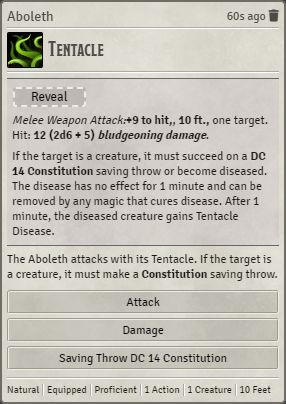 Aboleth 60s ago
Tentacle
Reveal
Melee Weapon Attack:+9 to hit,, 10 ft., one target.
Hit: 12 (2d6 + 5) bludgeoning damage.
If the target is a creature, it must succeed on a DC
14 Constitution saving throw or become diseased.
The disease has no effect for 1 minute and can be
removed by any magic that cures disease. After 1
minute, the diseased creature gains Tentacle
Disease.
The Aboleth attacks with its Tentacle. If the target is
a creature, it must make a Constitution saving throw.
Attack
Damage
Saving Throw DC 14 Constitution
Natural Equipped Proficient 1 Action 1 Creature 10 Feet